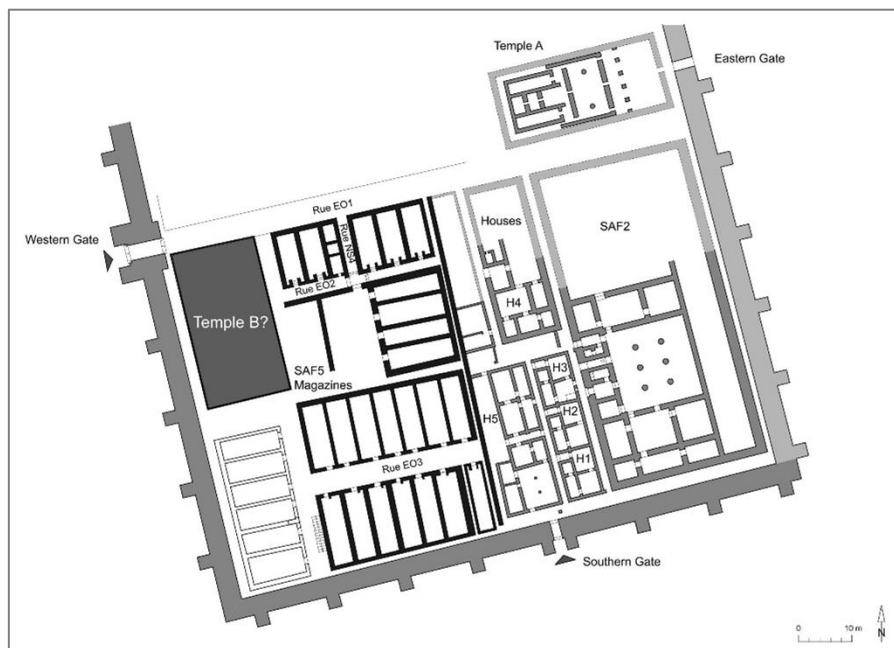 Temple A
Eastern Gate
Rue EO1
Western Gate
Houses
SAF2
Rue NS4
Rue EO2
H4
Temple B?
SAF5
Magazines
H3
H5
H2
H1
Rue EO3
Southern Gate
0 10 m
N